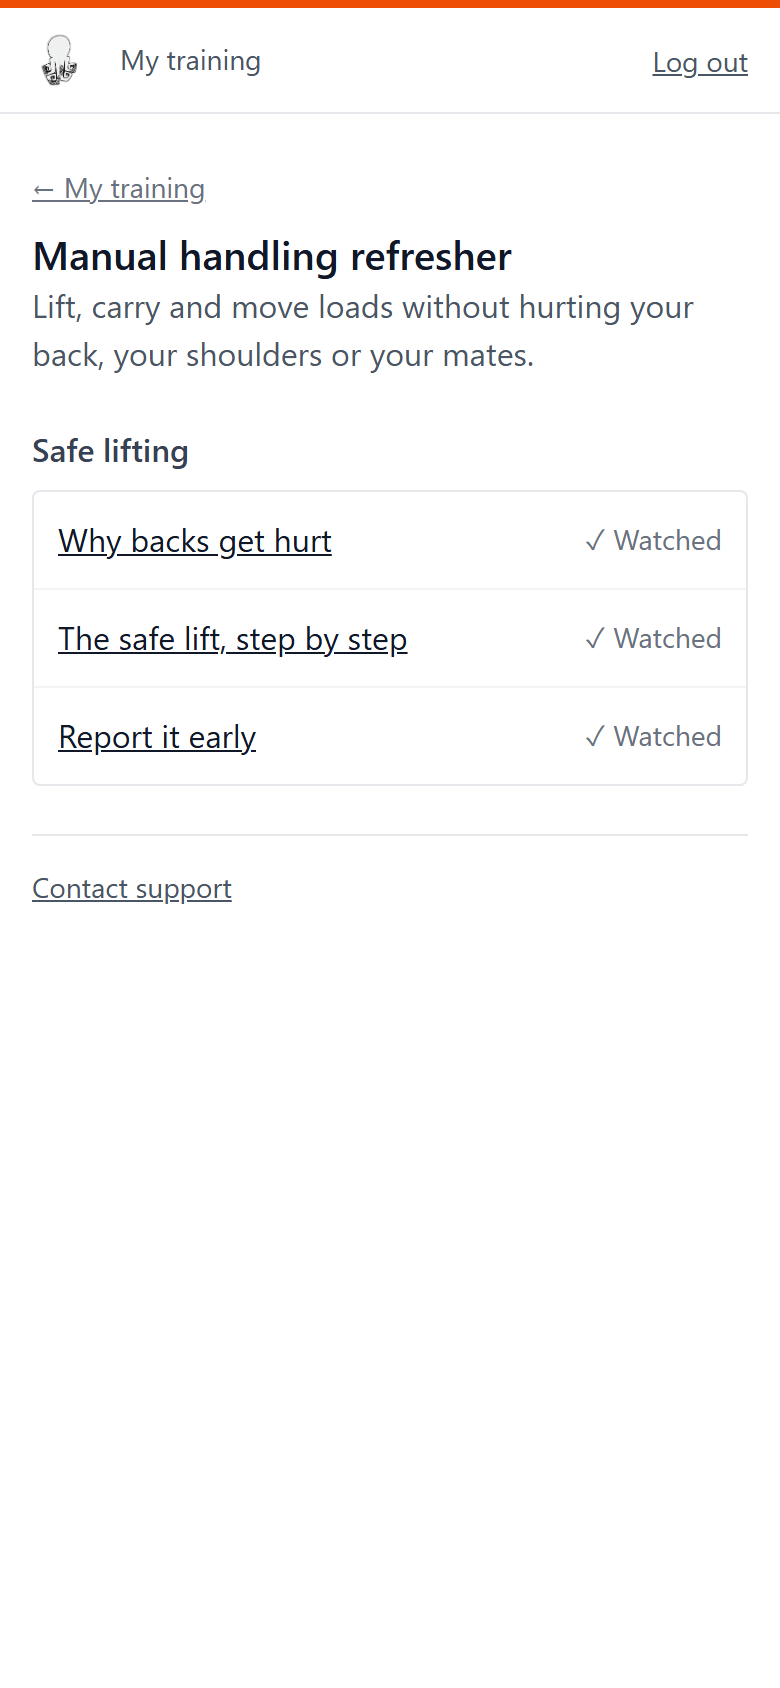 My training
Log out
← My training
Manual handling refresher
Lift, carry and move loads without hurting your
back, your shoulders or your mates.
Safe lifting
Why backs get hurt
✓ Watched
The safe lift, step by step
✓ Watched
Report it early
✓ Watched
Contact support